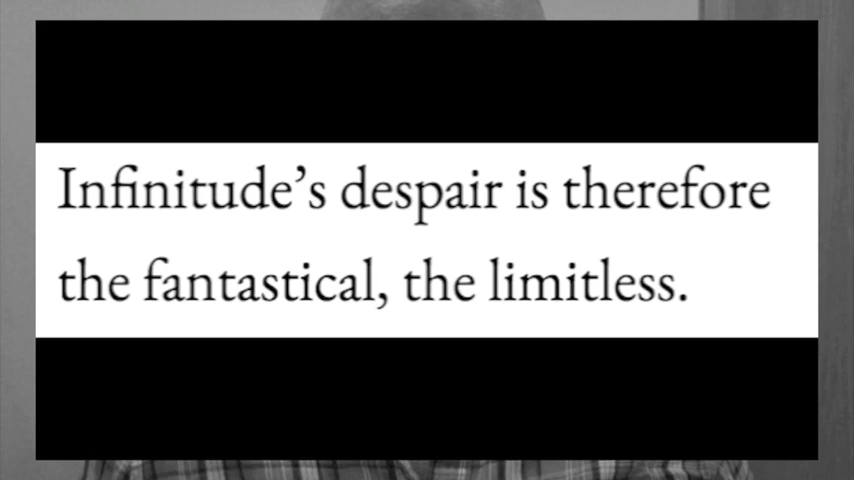 Infinitude’s despair is therefore
the fantastical, the limitless.